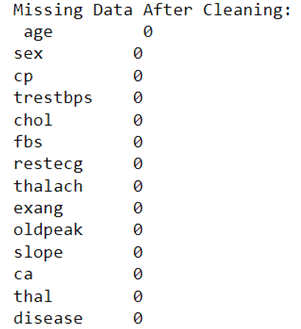 Missing Data After Cleaning:
 age          0
sex         0
cp          0
trestbps    0
chol        0
fbs         0
restecg     0
thalach     0
exang       0
oldpeak     0
slope       0
ca          0
thal        0
disease     0